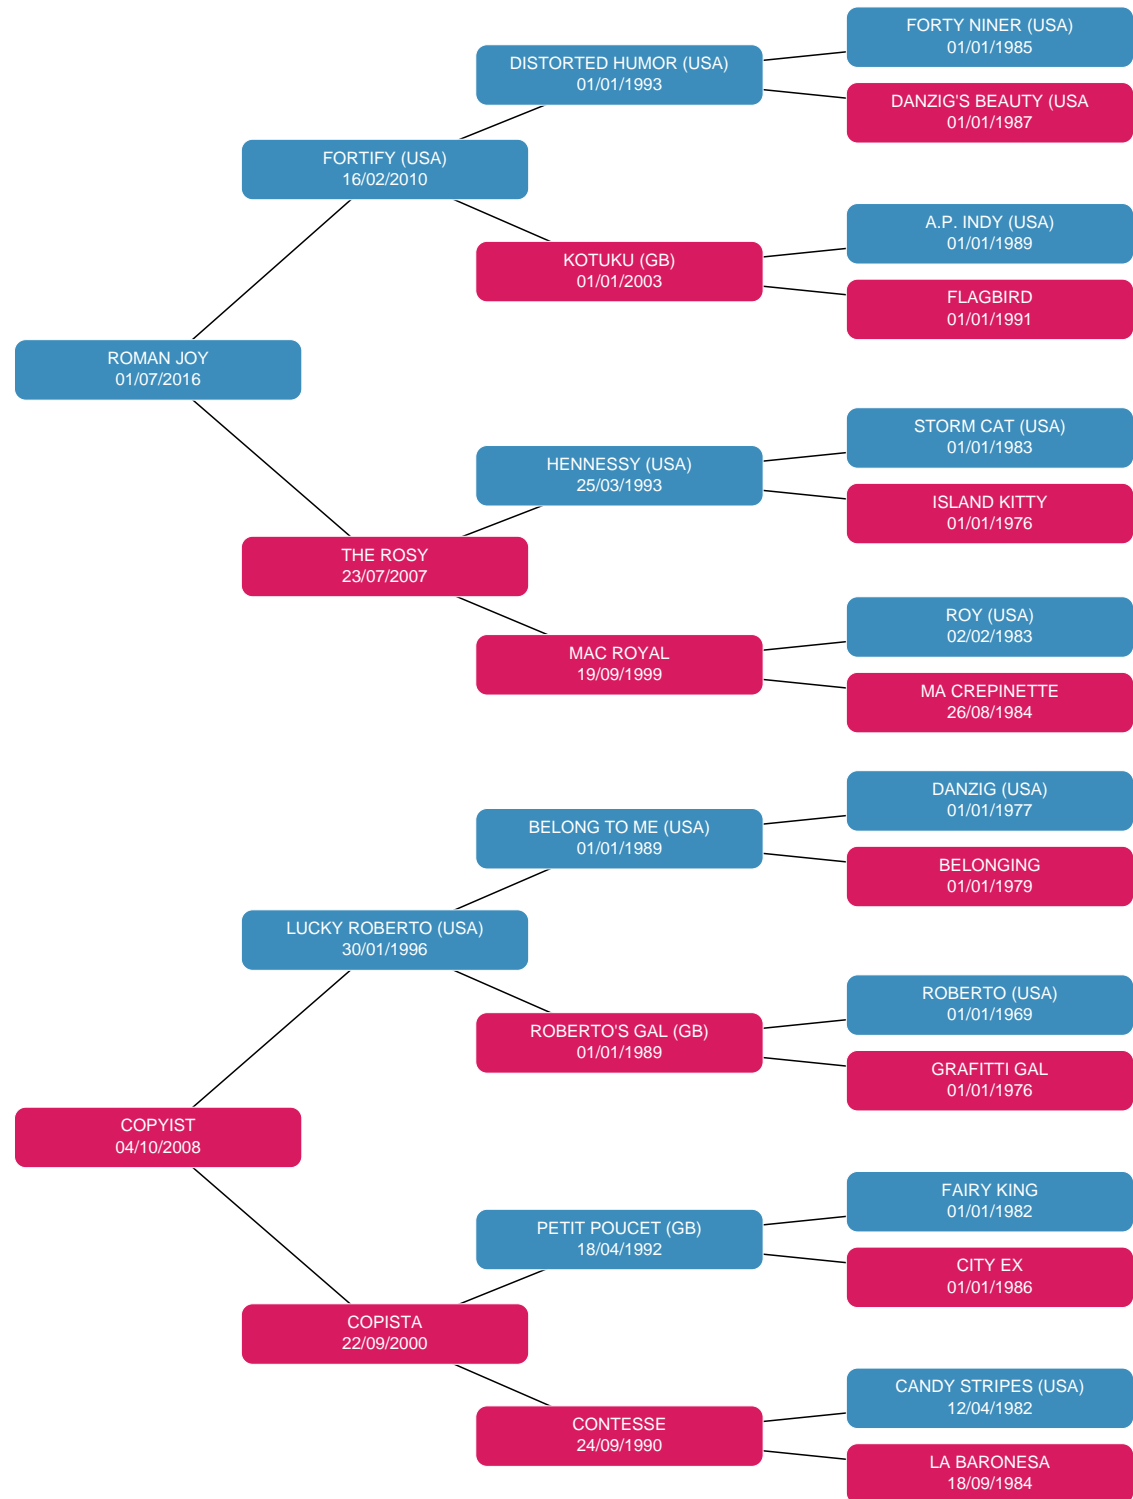 FORTY NINER (USA)
01/01/1985
DISTORTED HUMOR (USA)
01/01/1993
DANZIG'S BEAUTY (USA
01/01/1987
FORTIFY (USA)
16/02/2010
A.P. INDY (USA)
01/01/1989
KOTUKU (GB)
01/01/2003
FLAGBIRD
01/01/1991
ROMAN JOY
01/07/2016
STORM CAT (USA)
01/01/1983
HENNESSY (USA)
25/03/1993
ISLAND KITTY
01/01/1976
THE ROSY
23/07/2007
ROY (USA)
02/02/1983
MAC ROYAL
19/09/1999
MA CREPINETTE
26/08/1984
DANZIG (USA)
01/01/1977
BELONG TO ME (USA)
01/01/1989
BELONGING
01/01/1979
LUCKY ROBERTO (USA)
30/01/1996
ROBERTO (USA)
01/01/1969
ROBERTO'S GAL (GB)
01/01/1989
GRAFITTI GAL
01/01/1976
COPYIST
04/10/2008
FAIRY KING
01/01/1982
PETIT POUCET (GB)
18/04/1992
CITY EX
01/01/1986
COPISTA
22/09/2000
CANDY STRIPES (USA)
12/04/1982
CONTESSE
24/09/1990
LA BARONESA
18/09/1984